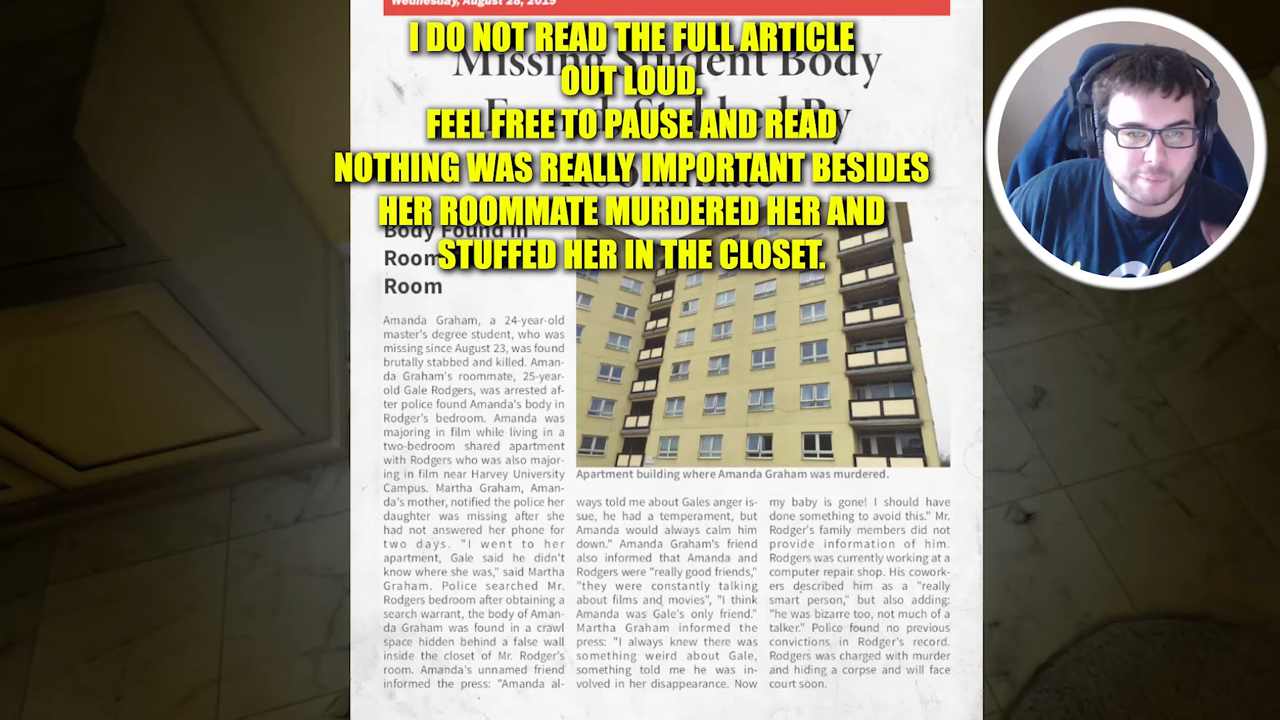 Wednesday, August 28, 2019
I DO NOT READ THE FULL ARTICLE
OUT LOUD.
FEEL FREE TO PAUSE AND READ
NOTHING WAS REALLY IMPORTANT BESIDES
HER ROOMMATE MURDERED HER AND
STUFFED HER IN THE CLOSET.
Missing Student Body
Found, Stabbed By
Roommate
Body Found in
Room
Amanda Graham, a 24-year-old
master's degree student, who was
missing since August 23, was found
brutally stabbed and killed. Aman-
da Graham's roommate, 25-year-
old Gale Rodgers, was arrested af-
ter police found Amanda's body in
Rodger's bedroom. Amanda was
majoring in film while living in a
two-bedroom shared apartment
with Rodgers who was also major-
ing in film near Harvey University
Campus. Martha Graham, Aman-
da's mother, notified the police her
daughter was missing after she
had not answered her phone for
two days. "I went to her
apartment, Gale said he didn't
know where she was," said Martha
Graham. Police searched Mr.
Rodgers bedroom after obtaining a
search warrant, the body of Aman-
da Graham was found in a crawl
space hidden behind a false wall
inside the closet of Mr. Rodger's
room. Amanda's unnamed friend
informed the press: "Amanda al-
Apartment building where Amanda Graham was murdered.
ways told me about Gales anger is-
sue, he had a temperament, but
Amanda would always calm him
down." Amanda Graham's friend
also informed that Amanda and
Rodgers were "really good friends,"
"they were constantly talking
about films and movies", "I think
Amanda was Gale's only friend."
Martha Graham informed the
press: "I always knew there was
something weird about Gale,
something told me he was in-
volved in her disappearance. Now
my baby is gone! I should have
done something to avoid this." Mr.
Rodger's family members did not
provide information of him.
Rodgers was currently working at a
computer repair shop. His cowork-
ers described him as a "really
smart person," but also adding:
"he was bizarre too, not much of a
talker." Police found no previous
convictions in Rodger's record.
Rodgers was charged with murder
and hiding a corpse and will face
court soon.